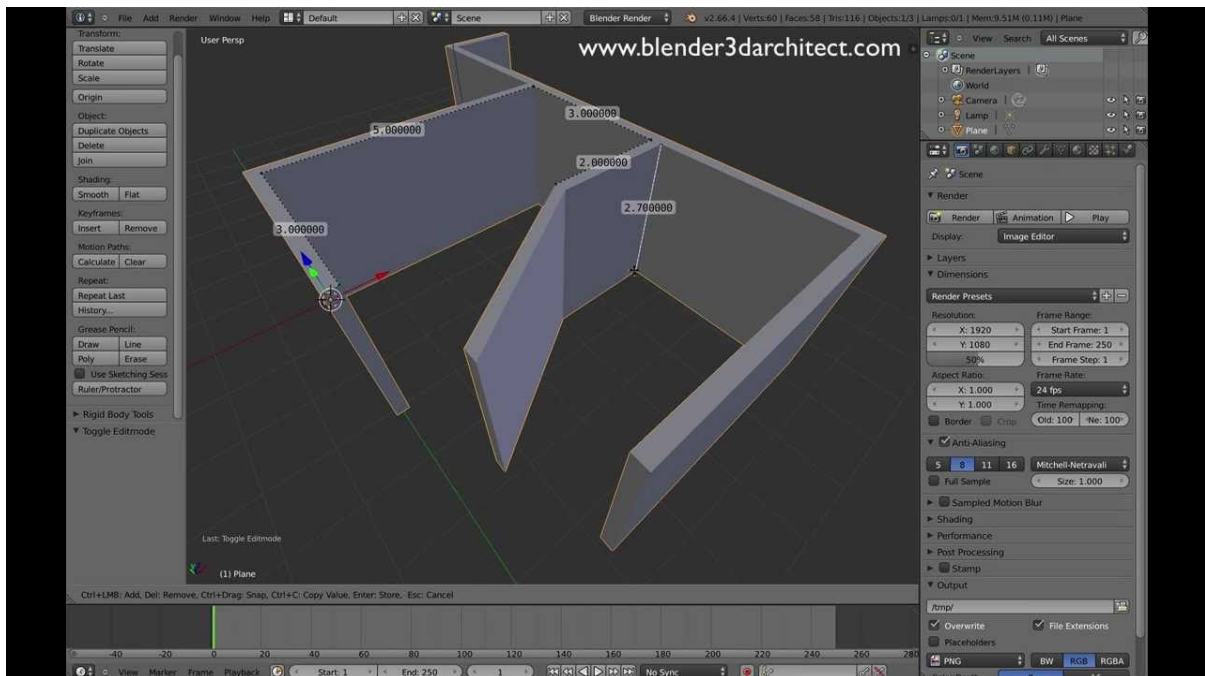 File Add Render Window Help Default Scene Blender Render v2.66.4 | Verts:60 | Faces:58 | Tris:116 | Objects:1/3 | Lamps:0/1 | Mem:9.51M (0.11M) | Plane
View Search All Scenes
Transform:
Translate
Rotate
Scale
Origin
Object:
Duplicate Objects
Delete
Join
Shading:
Smooth Flat
Keyframes:
Insert Remove
Motion Paths:
Calculate Clear
Repeat:
Repeat Last
History...
Grease Pencil:
Draw Line
Poly Erase
Use Sketching Sess
Ruler/Protractor
Rigid Body Tools
Toggle Editmode
User Persp
www.blender3darchitect.com
5.000000
3.000000
2.000000
2.700000
3.000000
Last: Toggle Editmode
(1) Plane
Ctrl+LMB: Add, Del: Remove, Ctrl+Drag: Snap, Ctrl+C: Copy Value, Enter: Store, Esc: Cancel
Scene
RenderLayers |
World
Camera |
Lamp |
Plane |
Scene
Render
Render Animation Play
Display: Image Editor
Layers
Dimensions
Render Presets
Resolution: Frame Range:
X: 1920 Start Frame: 1
Y: 1080 End Frame: 250
50% Frame Step: 1
Aspect Ratio: Frame Rate:
X: 1.000 24 fps
Y: 1.000 Time Remapping:
Border Crop Old: 100 Ne: 100
Anti-Aliasing
5 8 11 16 Mitchell-Netravali
Full Sample Size: 1.000
Sampled Motion Blur
Shading
Performance
Post Processing
Stamp
Output
/tmp/
Overwrite File Extensions
Placeholders
PNG BW RGB RGBA
-40 -20 0 20 40 60 80 100 120 140 160 180 200 220 240 260 280
View Marker Frame Playback Start: 1 End: 250 1 No Sync